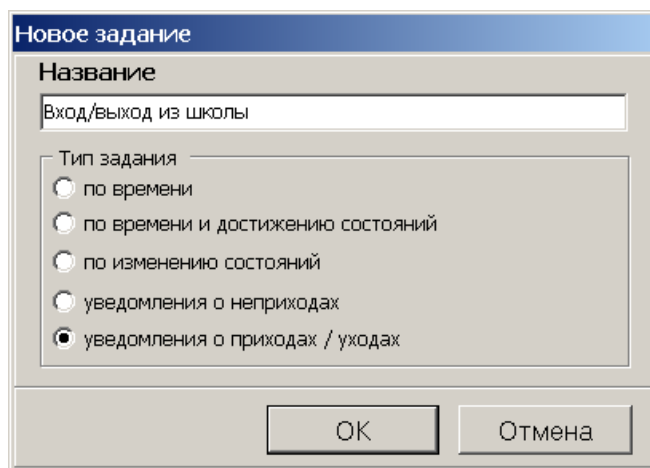 Новое задание
Название
Вход/выход из школы
Тип задания
по времени
по времени и достижению состояний
по изменению состояний
уведомления о неприходах
уведомления о приходах / уходах
OK
Отмена